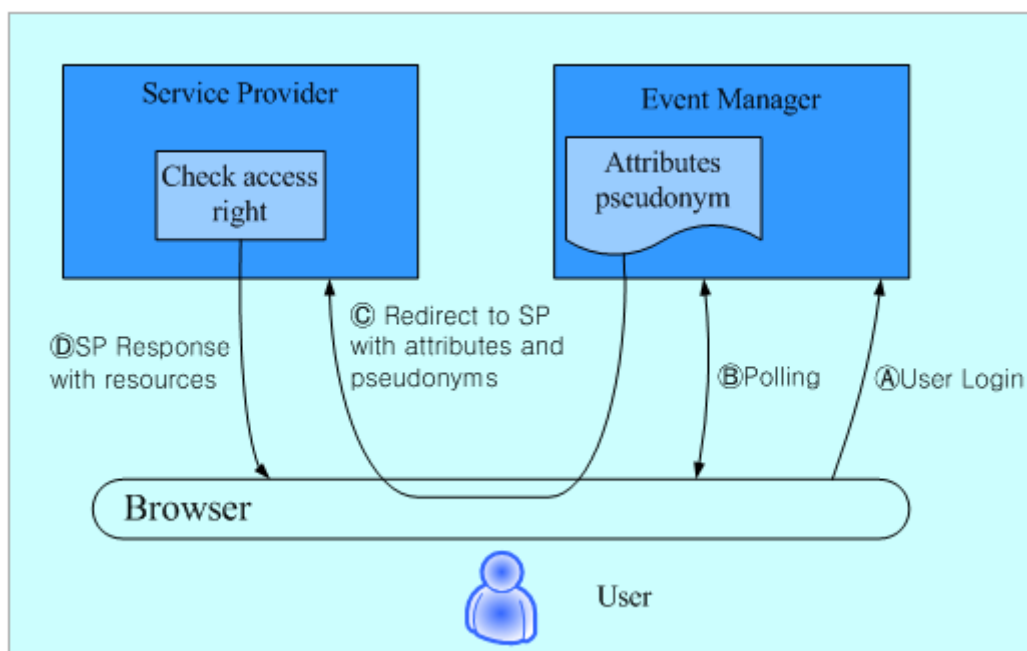 Service Provider
Check access
right
Event Manager
Attributes
pseudonym
ⒹSP Response
with resources
Ⓒ Redirect to SP
with attributes and
pseudonyms
ⒷPolling
ⒶUser Login
Browser
User